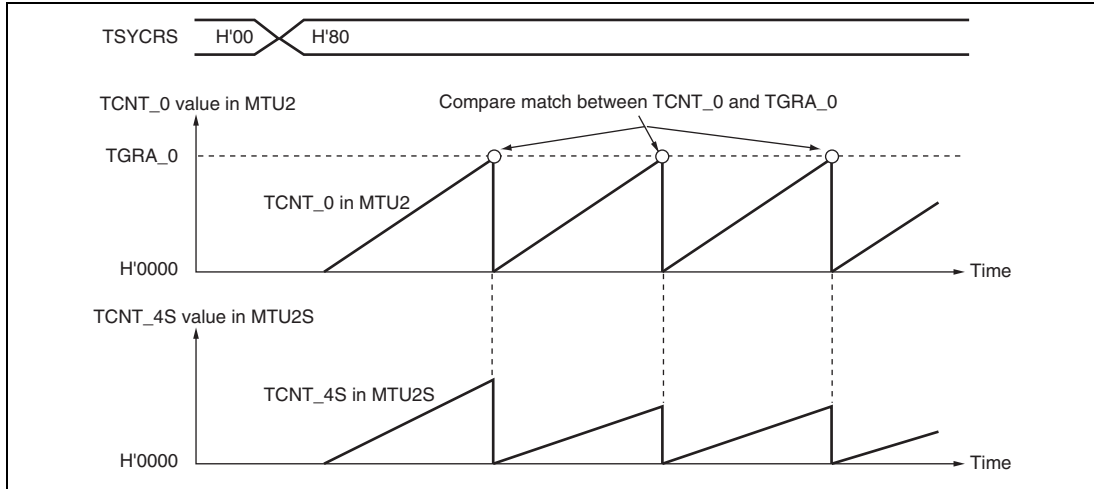 TSYCRS H'00 H'80
TCNT_0 value in MTU2
Compare match between TCNT_0 and TGRA_0
TGRA_0
TCNT_0 in MTU2
H'0000
Time
TCNT_4S value in MTU2S
TCNT_4S in MTU2S
H'0000
Time